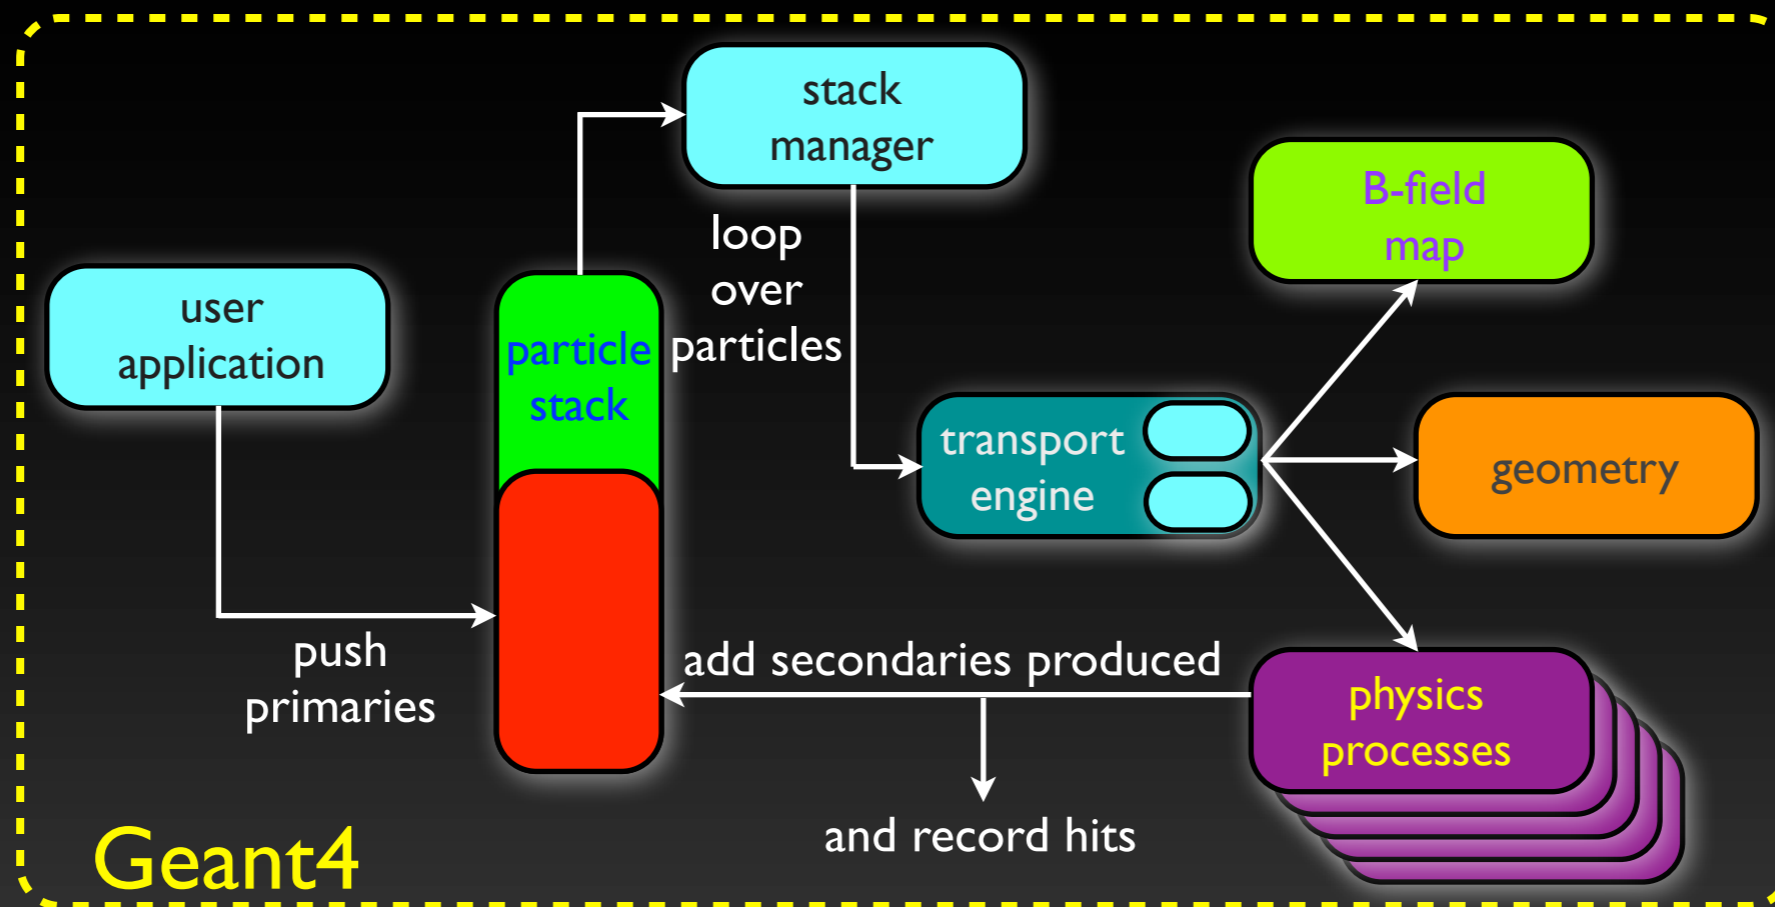 stack
manager
B-field
map
loop
over
particles
user
application
particle
stack
transport
engine
geometry
push
primaries
add secondaries produced
physics
processes
and record hits
Geant4